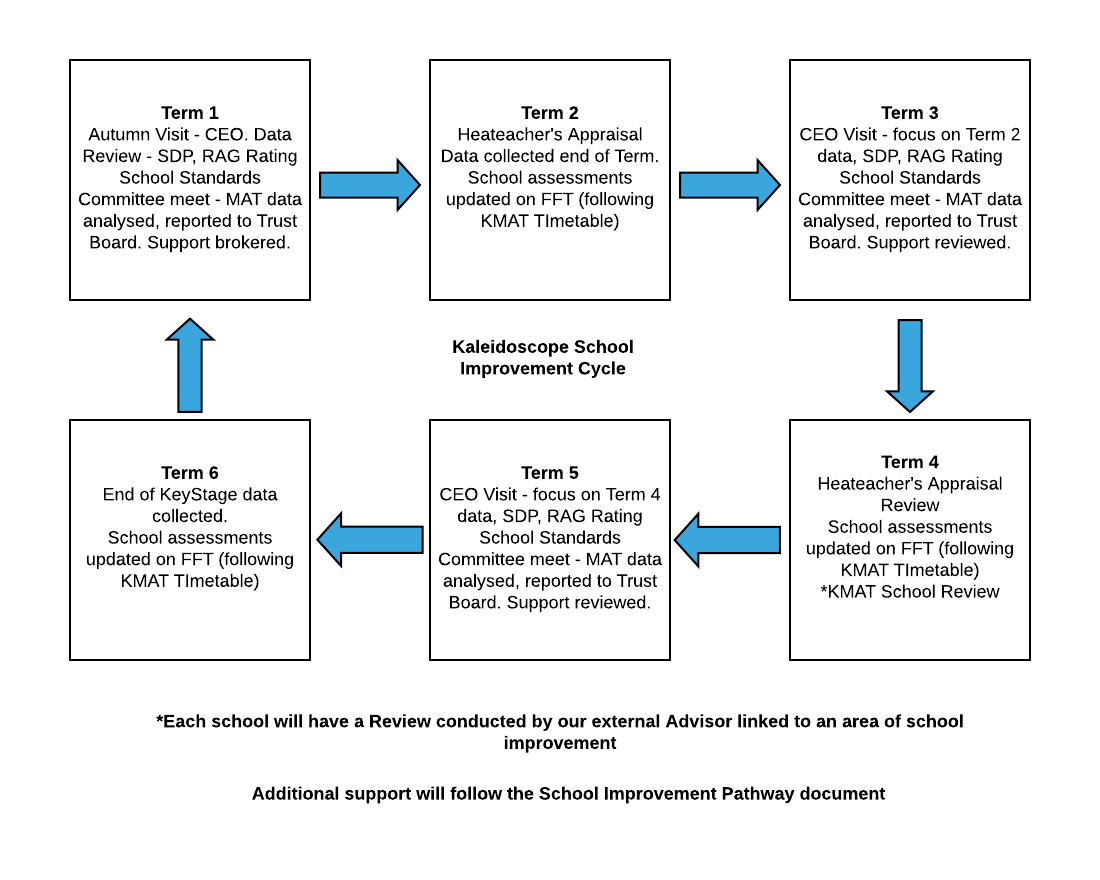 Term 1
Autumn Visit - CEO. Data
Review - SDP, RAG Rating
School Standards
Committee meet - MAT data
analysed, reported to Trust
Board. Support brokered.
Term 2
Heateacher's Appraisal
Data collected end of Term.
School assessments
updated on FFT (following
KMAT TImetable)
Term 3
CEO Visit - focus on Term 2
data, SDP, RAG Rating
School Standards
Committee meet - MAT data
analysed, reported to Trust
Board. Support reviewed.
Kaleidoscope School
Improvement Cycle
Term 4
Heateacher's Appraisal
Review
School assessments
updated on FFT (following
KMAT TImetable)
*KMAT School Review
Term 5
CEO Visit - focus on Term 4
data, SDP, RAG Rating
School Standards
Committee meet - MAT data
analysed, reported to Trust
Board. Support reviewed.
Term 6
End of KeyStage data
collected.
School assessments
updated on FFT (following
KMAT TImetable)
*Each school will have a Review conducted by our external Advisor linked to an area of school
improvement
Additional support will follow the School Improvement Pathway document